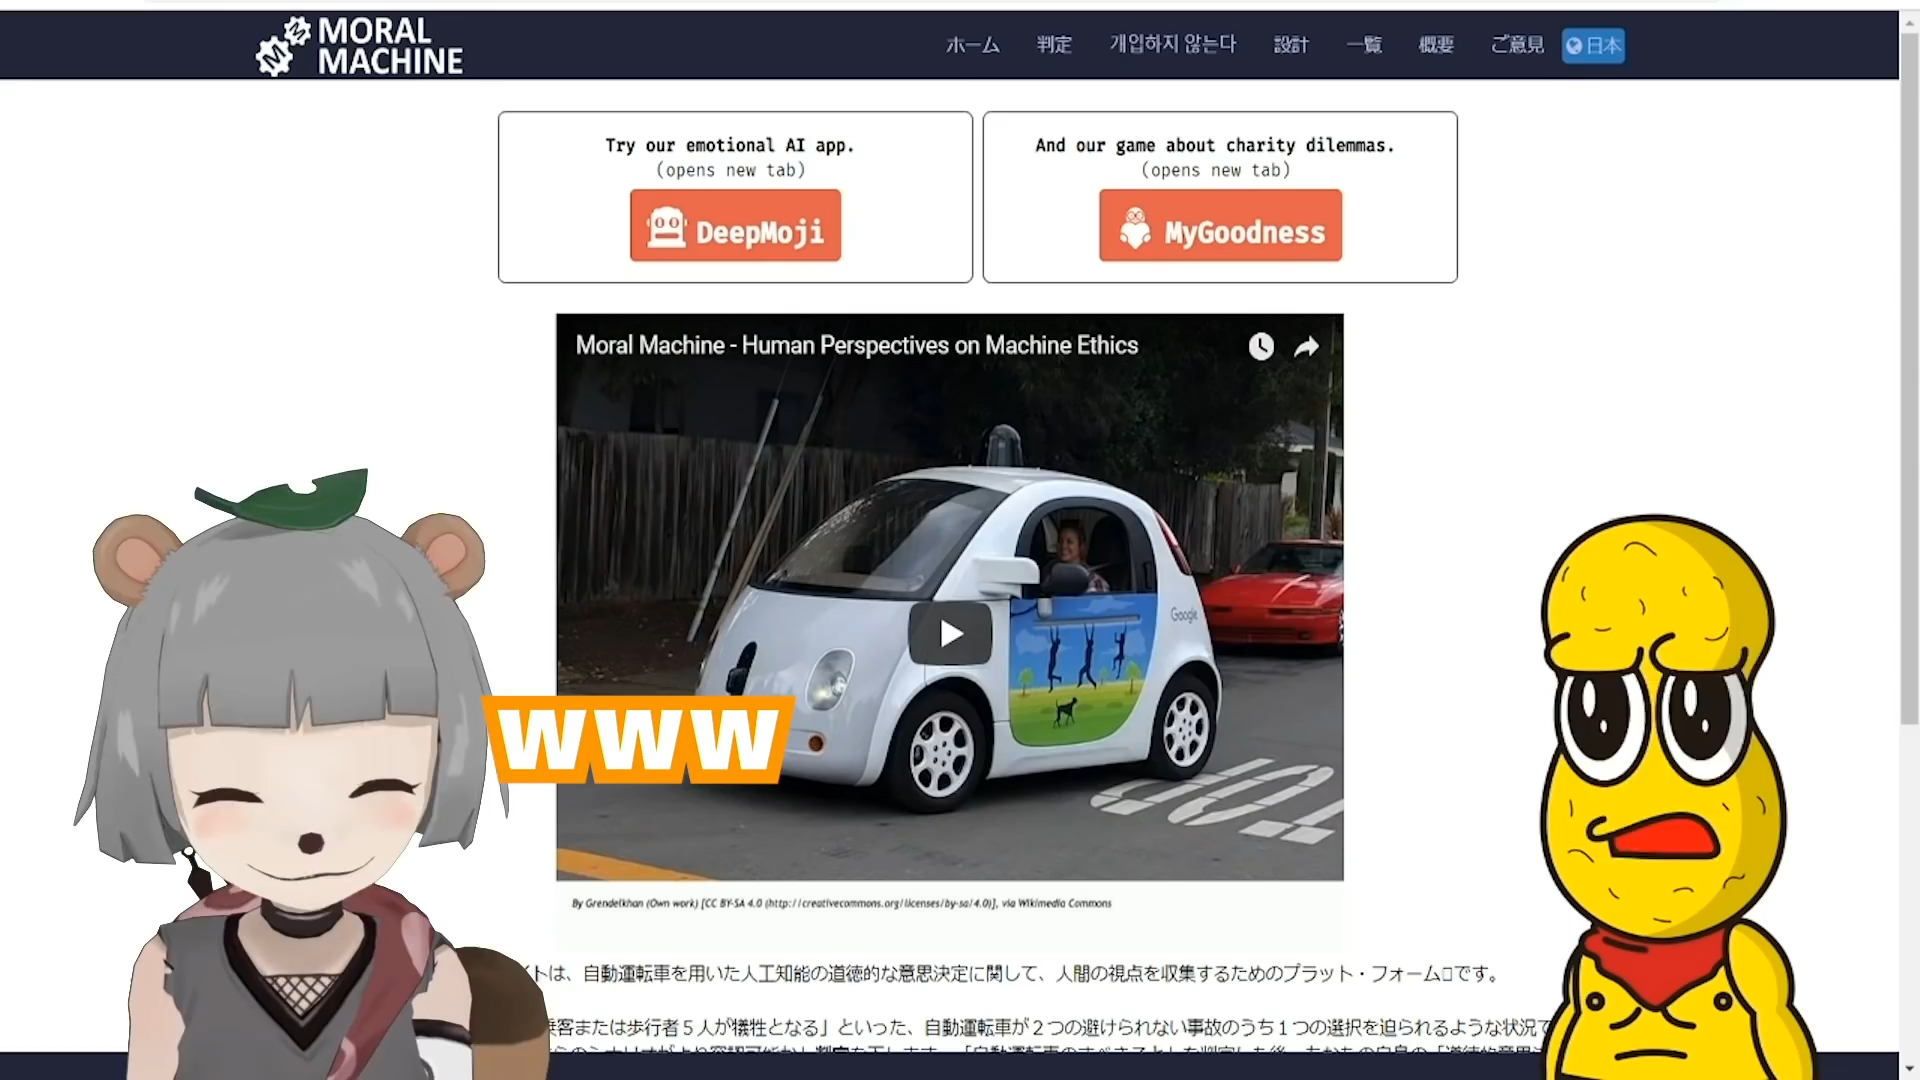 MORAL
MACHINE
ホーム 判定 개입하지 않는다 設計 一覧 概要 ご意見 日本
Try our emotional AI app.
(opens new tab)
DeepMoji
And our game about charity dilemmas.
(opens new tab)
MyGoodness
Moral Machine - Human Perspectives on Machine Ethics
Google
www
By Grendelkhan (Own work) [CC BY-SA 4.0 (http://creativecommons.org/licenses/by-sa/4.0)], via Wikimedia Commons
トは、自動運転車を用いた人工知能の道徳的な意思決定に関して、人間の視点を収集するためのプラット・フォームです。
乗客または歩行者５人が犠牲となる」といった、自動運転車が２つの避けられない事故のうち１つの選択を迫られるような状況で